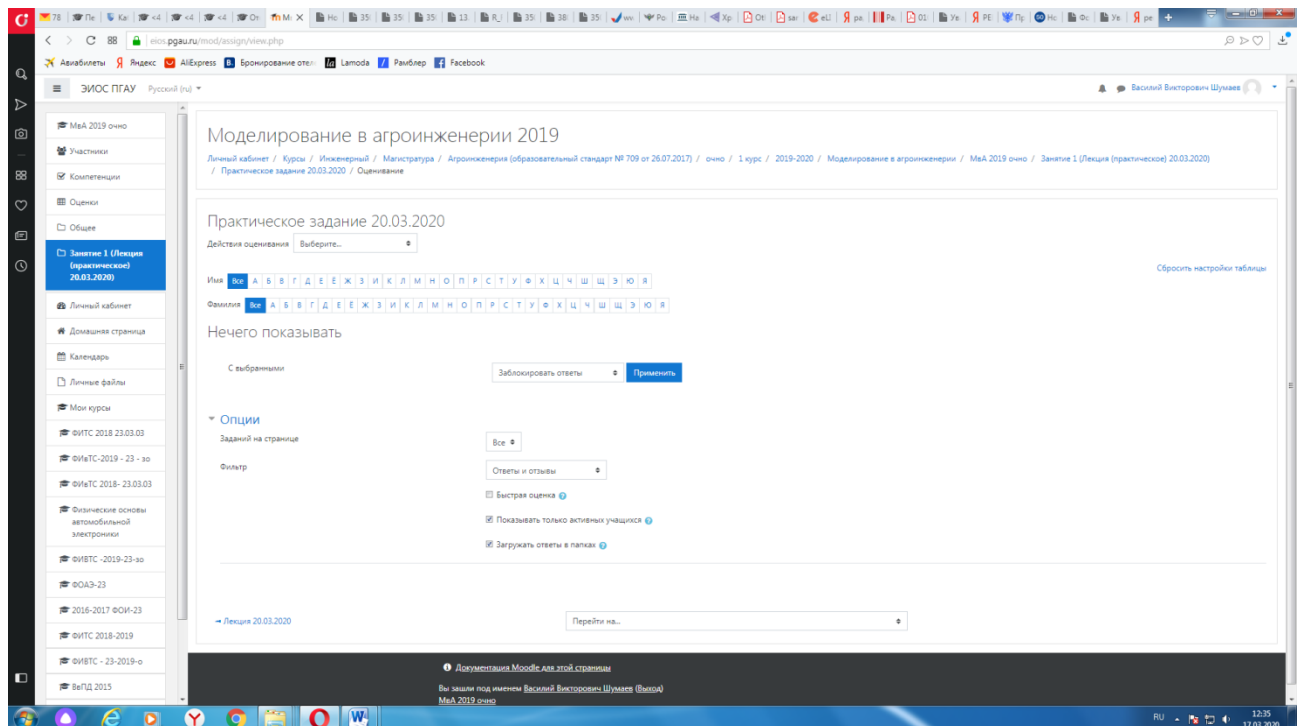 eios.pgau.ru/mod/assign/view.php
Авиабилеты Яндекс AliExpress Бронирование отел Lamoda Рамблер Facebook
ЭИОС ПГАУ Русский (ru)
Василий Викторович Шумаев
МвА 2019 очно
Участники
Компетенции
Оценки
Общее
Занятие 1 (Лекция
(практическое)
20.03.2020)
Личный кабинет
Домашняя страница
Календарь
Личные файлы
Мои курсы
ФИТС 2018 23.03.03
ФИвТС-2019 - 23 - зо
ФИвТС 2018- 23.03.03
Физические основы
автомобильной
электроники
ФИВТС -2019-23-зо
ФОАЭ-23
2016-2017 ФОИ-23
ФИТС 2018-2019
ФИВТС - 23-2019-о
ВеПД 2015
Моделирование в агроинженерии 2019
Личный кабинет / Курсы / Инженерный / Магистратура / Агроинженерия (образовательный стандарт № 709 от 26.07.2017) / очно / 1 курс / 2019-2020 / Моделирование в агроинженерии / МвА 2019 очно / Занятие 1 (Лекция (практическое) 20.03.2020)
/ Практическое задание 20.03.2020 / Оценивание
Практическое задание 20.03.2020
Действия оценивания Выберите...
Сбросить настройки таблицы
Имя Все А Б В Г Д Е Ё Ж З И К Л М Н О П Р С Т У Ф Х Ц Ч Ш Щ Э Ю Я
Фамилия Все А Б В Г Д Е Ё Ж З И К Л М Н О П Р С Т У Ф Х Ц Ч Ш Щ Э Ю Я
Нечего показывать
С выбранными Заблокировать ответы Применить
Опции
Заданий на странице Все
Фильтр Ответы и отзывы
Быстрая оценка
Показывать только активных учащихся
Загружать ответы в папках
Лекция 20.03.2020 Перейти на...
Документация Moodle для этой страницы
Вы зашли под именем Василий Викторович Шумаев (Выход)
МвА 2019 очно
RU 12:35
17.03.2020